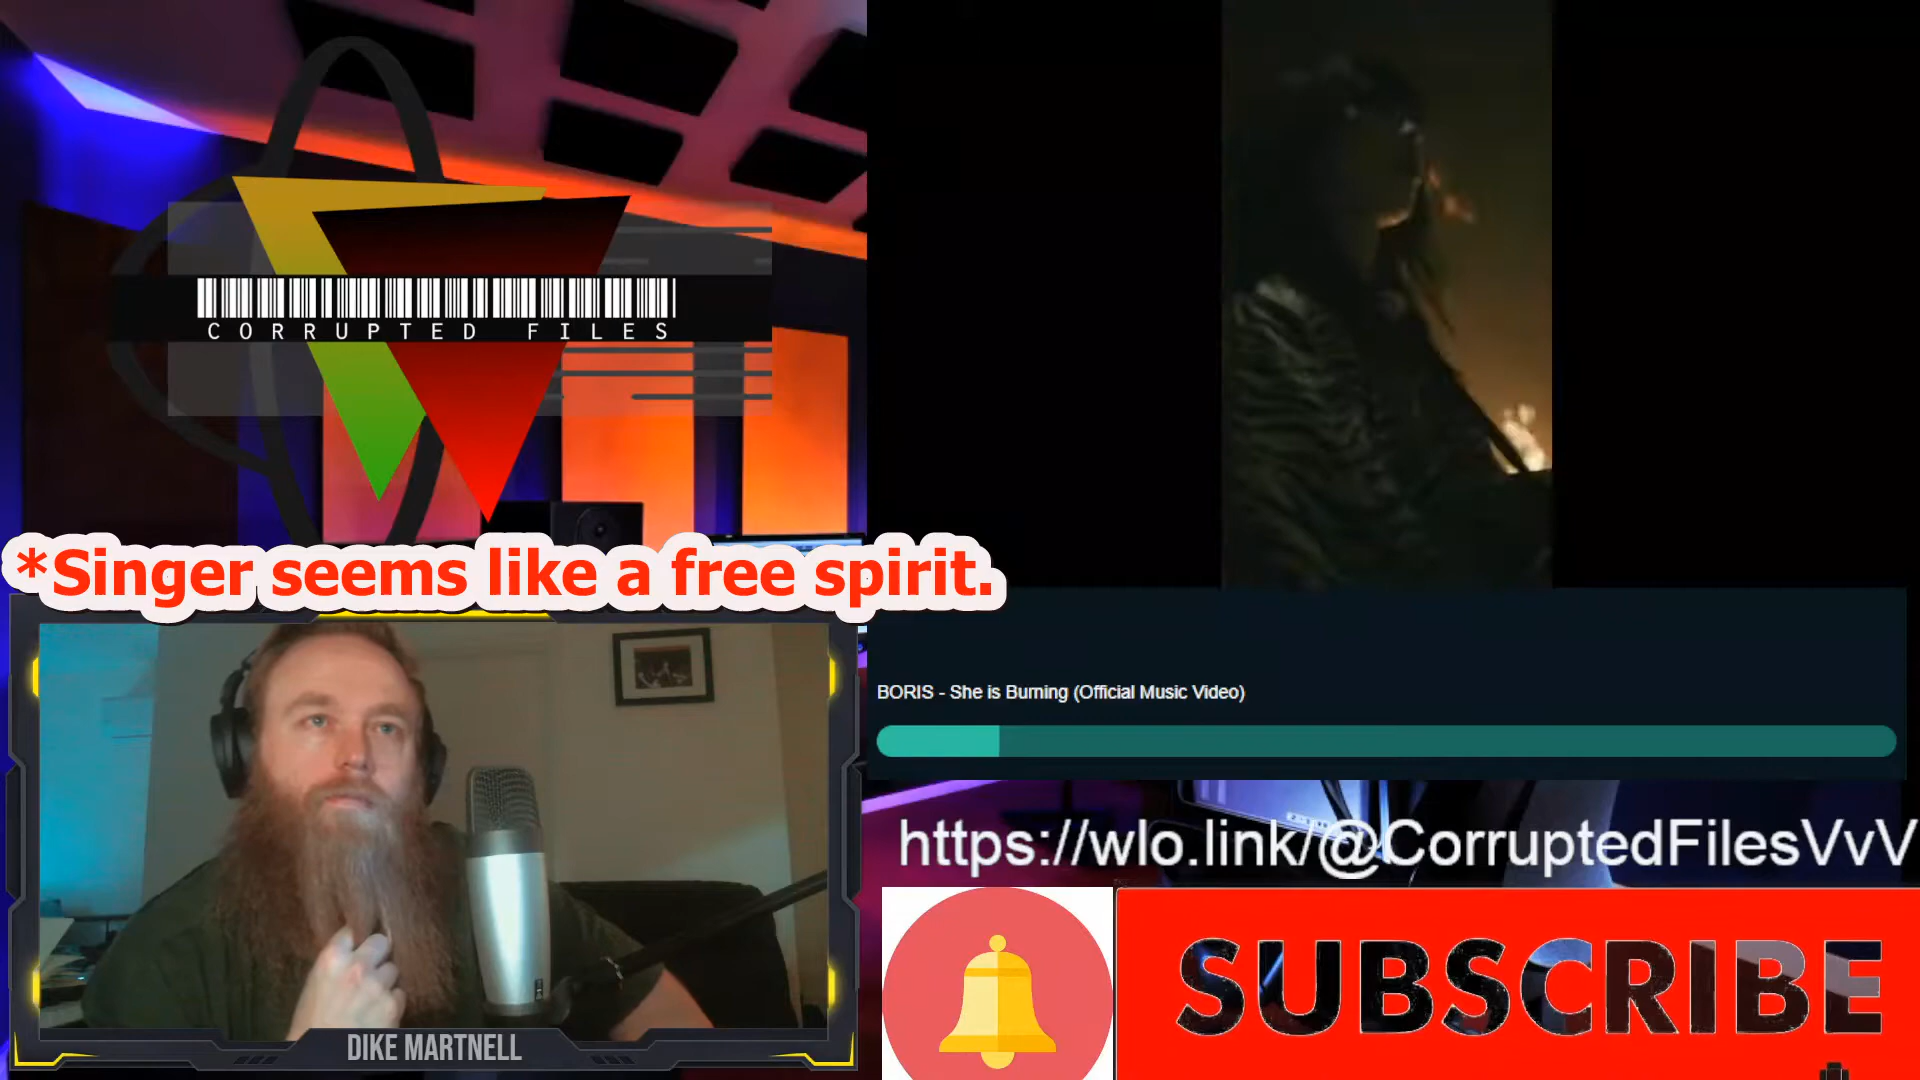 CORRUPTED FILES
*Singer seems like a free spirit.
BORIS - She is Burning (Official Music Video)
https://wlo.link/@CorruptedFilesVvV
SUBSCRIBE
DIKE MARTNELL